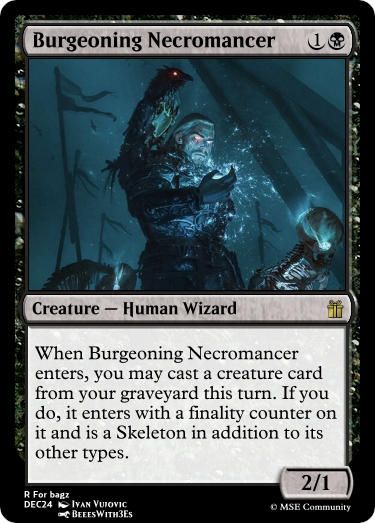 Burgeoning Necromancer 1
Creature — Human Wizard
When Burgeoning Necromancer
enters, you may cast a creature card
from your graveyard this turn. If you
do, it enters with a finality counter on
it and is a Skeleton in addition to its
other types.
2/1
R For bagz
DEC24 Ivan Vujovic
BeeesWith3Es
© MSE Community